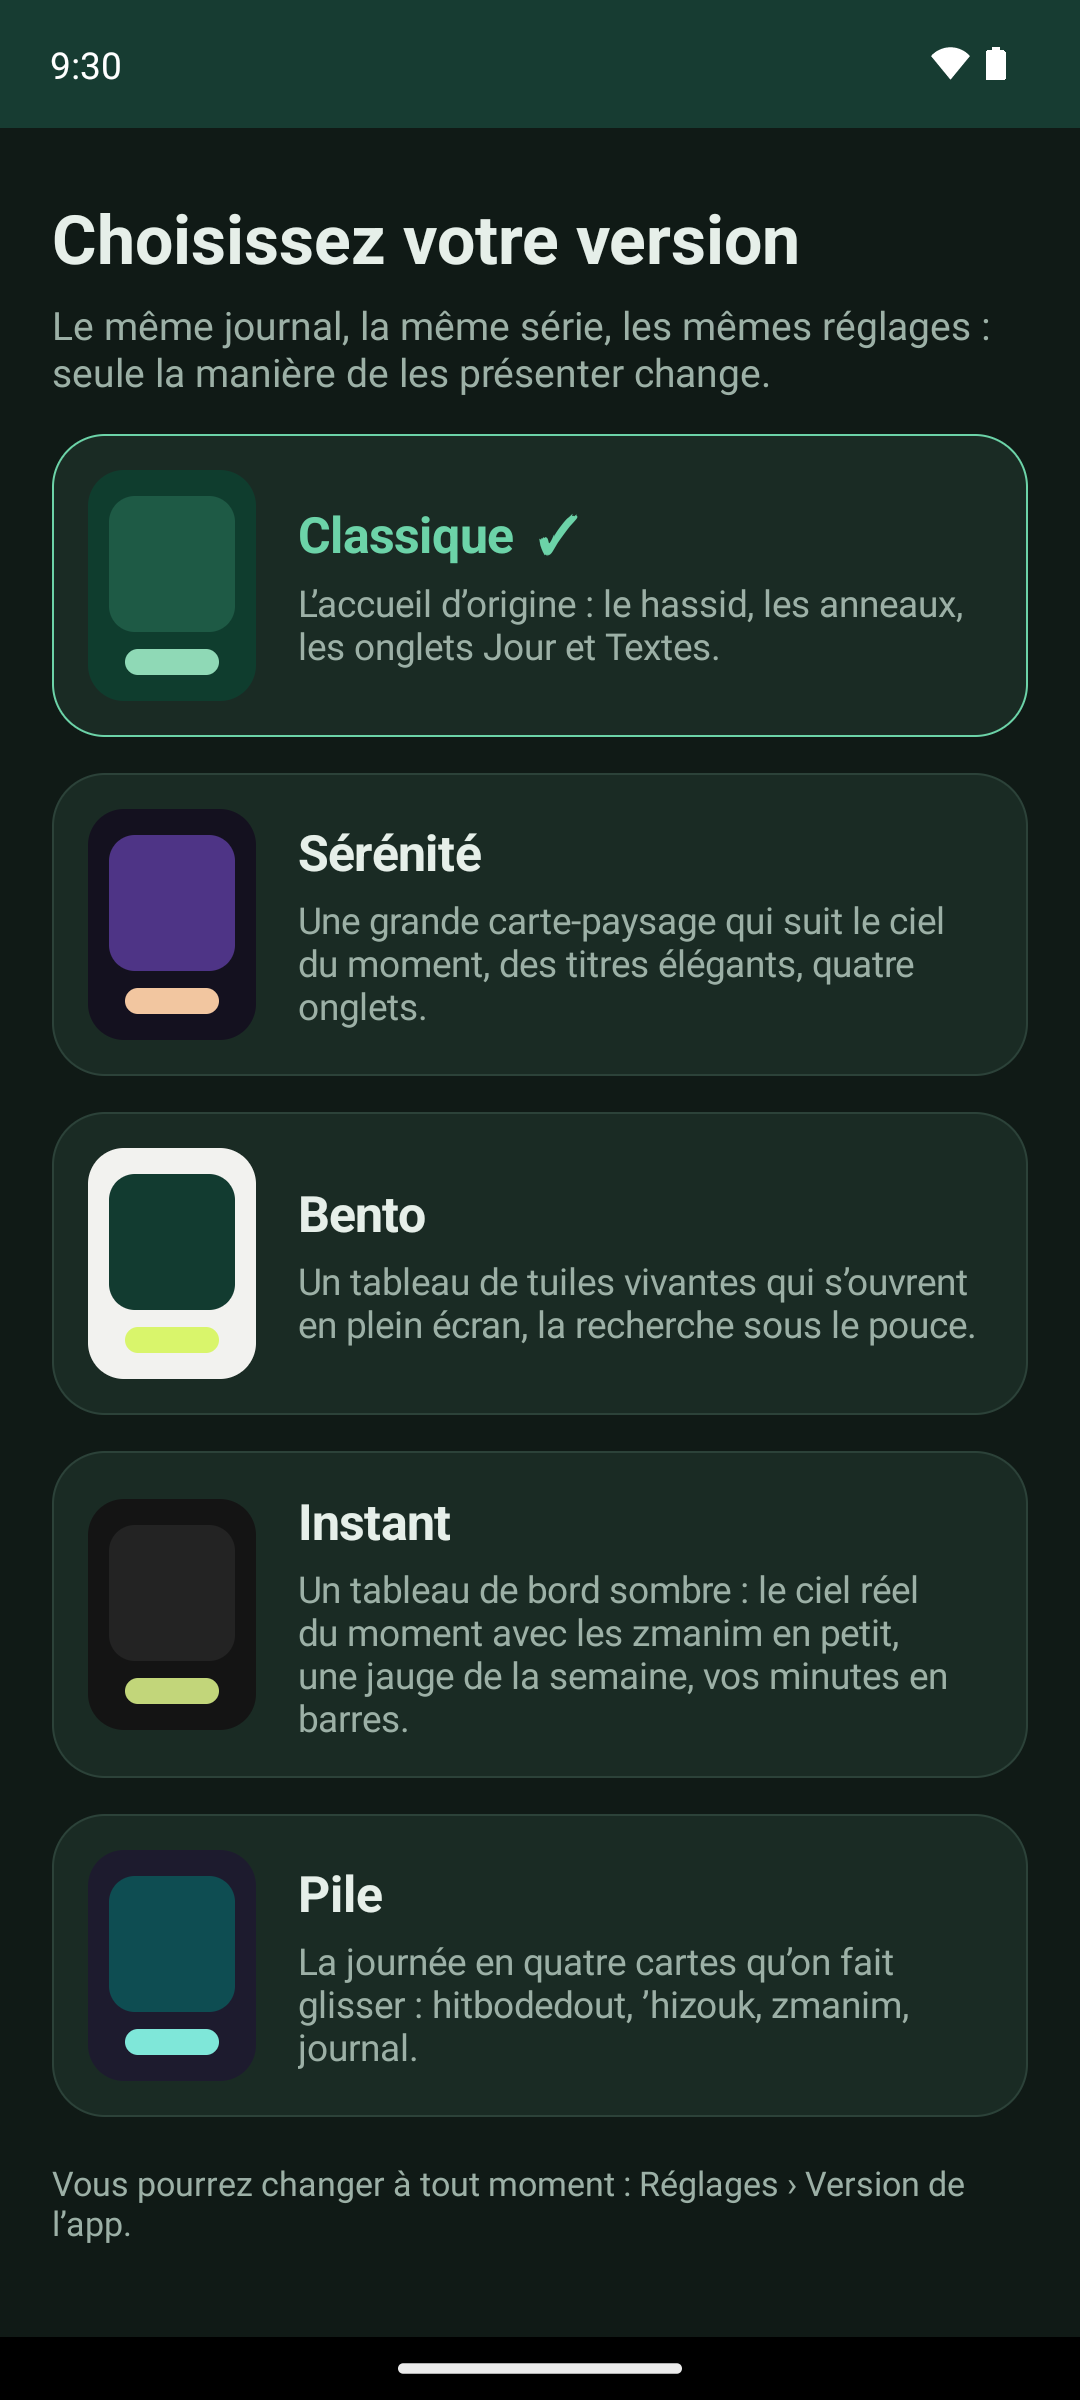 9:30
Choisissez votre version
Le même journal, la même série, les mêmes réglages :
seule la manière de les présenter change.
Classique ✓
L’accueil d’origine : le hassid, les anneaux,
les onglets Jour et Textes.
Sérénité
Une grande carte-paysage qui suit le ciel
du moment, des titres élégants, quatre
onglets.
Bento
Un tableau de tuiles vivantes qui s’ouvrent
en plein écran, la recherche sous le pouce.
Instant
Un tableau de bord sombre : le ciel réel
du moment avec les zmanim en petit,
une jauge de la semaine, vos minutes en
barres.
Pile
La journée en quatre cartes qu’on fait
glisser : hitbodedout, ’hizouk, zmanim,
journal.
Vous pourrez changer à tout moment : Réglages › Version de
l’app.